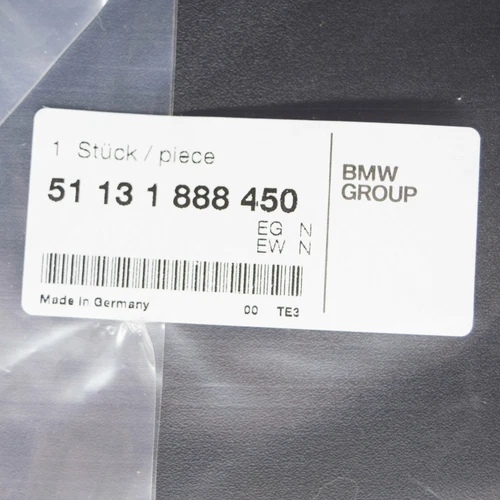 1 Stück / piece
51 13 1 888 450
EG N
EW N
Made in Germany
00 TE3
BMW
GROUP